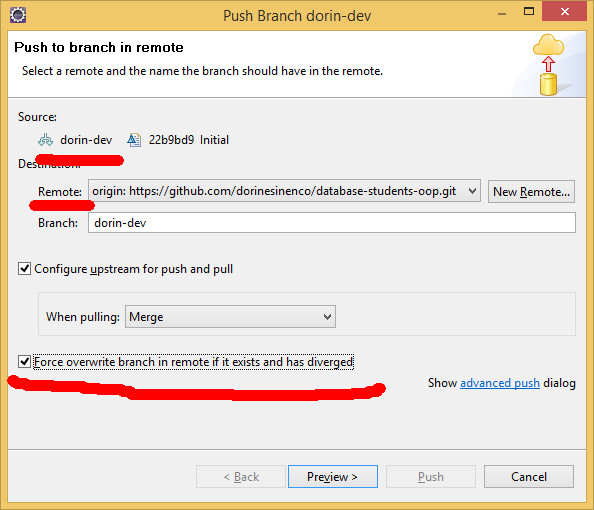 Push Branch dorin-dev
Push to branch in remote
Select a remote and the name the branch should have in the remote.
Source:
dorin-dev 22b9bd9 Initial
Destination:
Remote: origin: https://github.com/dorinesinenco/database-students-oop.git New Remote...
Branch: dorin-dev
Configure upstream for push and pull
When pulling: Merge
Force overwrite branch in remote if it exists and has diverged
Show advanced push dialog
< Back Preview > Push Cancel